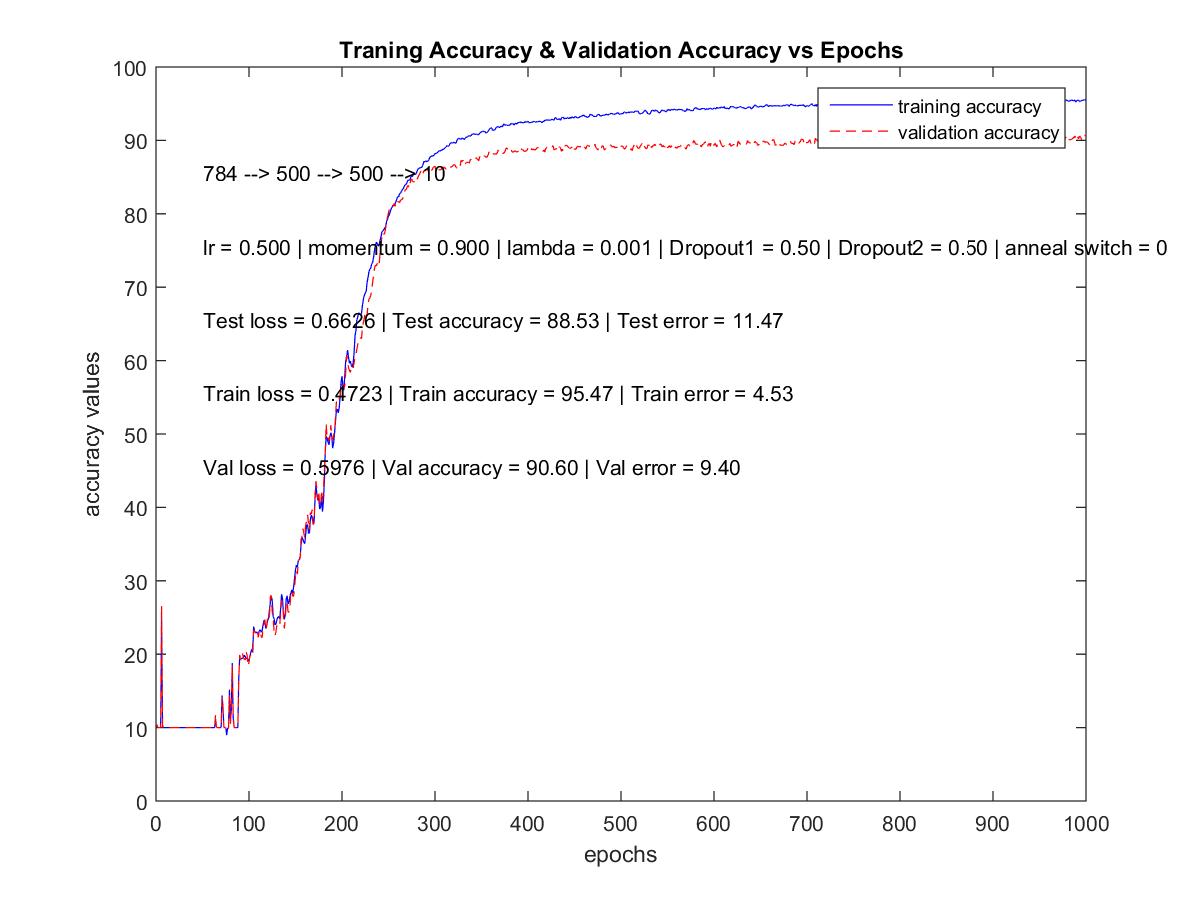 Traning Accuracy & Validation Accuracy vs Epochs
100
training accuracy
validation accuracy
90
784 --> 500 --> 500 --> 10
80
lr = 0.500 | momentum = 0.900 | lambda = 0.001 | Dropout1 = 0.50 | Dropout2 = 0.50 | anneal switch = 0
70
Test loss = 0.6626 | Test accuracy = 88.53 | Test error = 11.47
60
Train loss = 0.4723 | Train accuracy = 95.47 | Train error = 4.53
50
Val loss = 0.5976 | Val accuracy = 90.60 | Val error = 9.40
40
30
20
10
0
accuracy values
0 100 200 300 400 500 600 700 800 900 1000
epochs